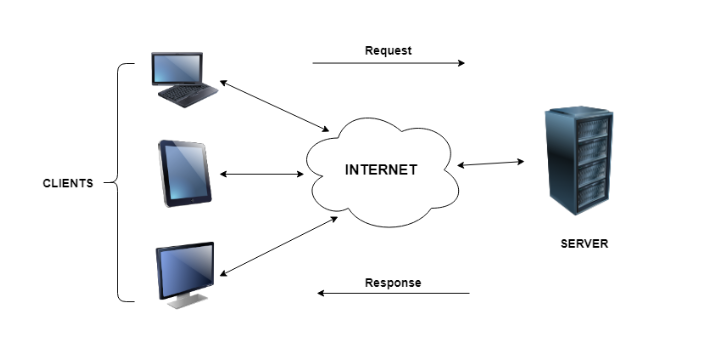 Request
CLIENTS
INTERNET
SERVER
Response